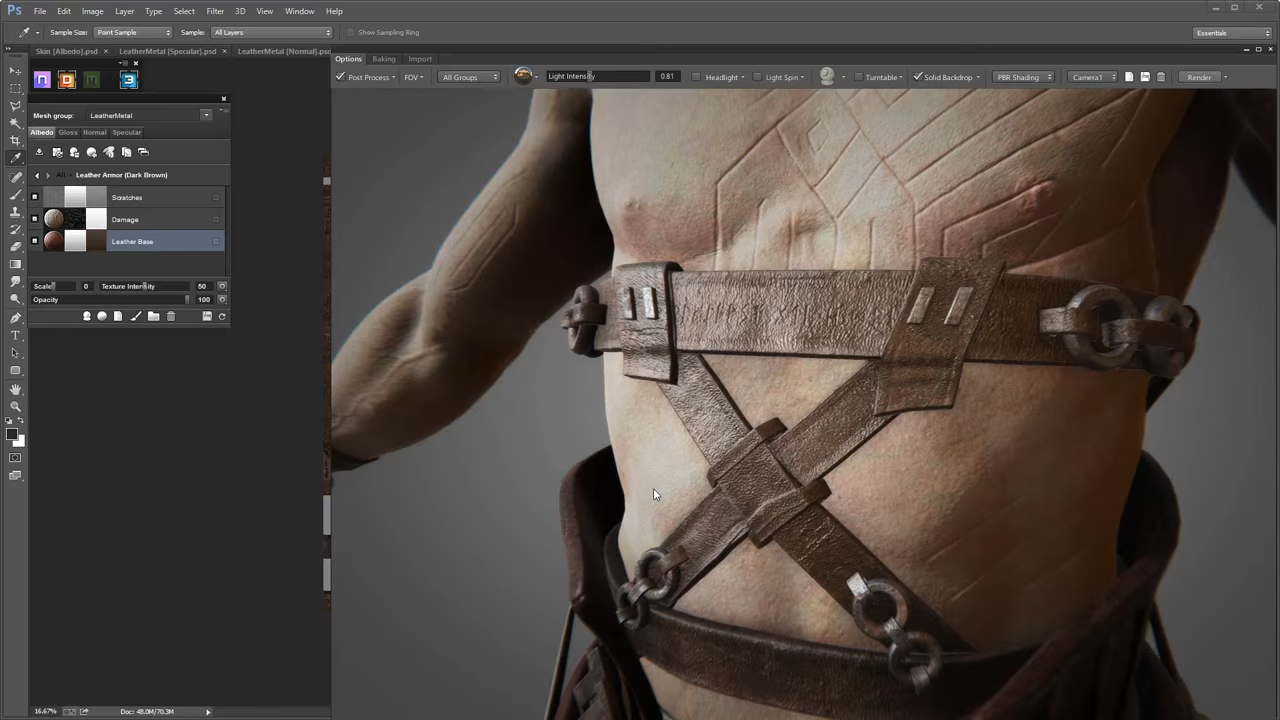 Ps File Edit Image Layer Type Select Filter 3D View Window Help
Sample Size: Point Sample Sample: All Layers Show Sampling Ring Essentials
Skin [Albedo].psd × LeatherMetal [Specular].psd × LeatherMetal [Normal].psd
Options Baking Import
Post Process FOV All Groups Light Intensity 0.81 Headlight Light Spin Turntable Solid Backdrop PBR Shading Camera1 Render
Mesh group: LeatherMetal
Albedo Gloss Normal Specular
All Leather Armor (Dark Brown)
Scratches
Damage
Leather Base
Scale 0 Texture Intensity 50
Opacity 100
16.67% Doc: 48.0M/70.3M